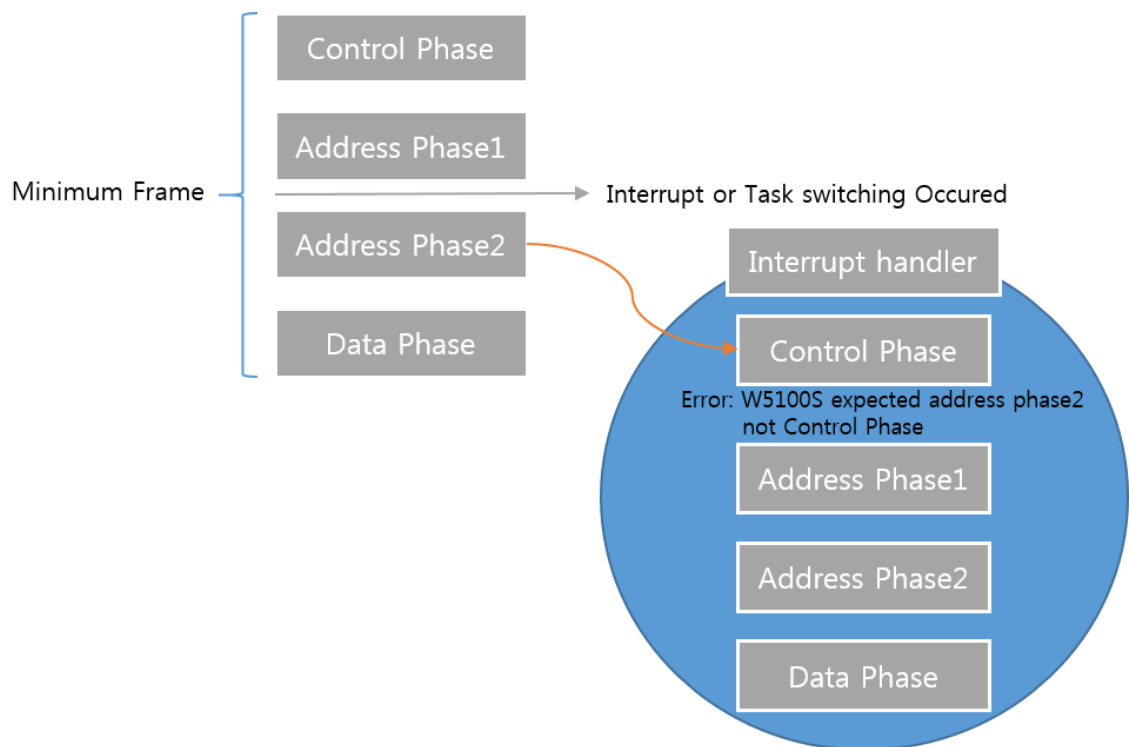 Control Phase
Address Phase1
Minimum Frame
Interrupt or Task switching Occured
Address Phase2
Data Phase
Interrupt handler
Control Phase
Error: W5100S expected address phase2
not Control Phase
Address Phase1
Address Phase2
Data Phase